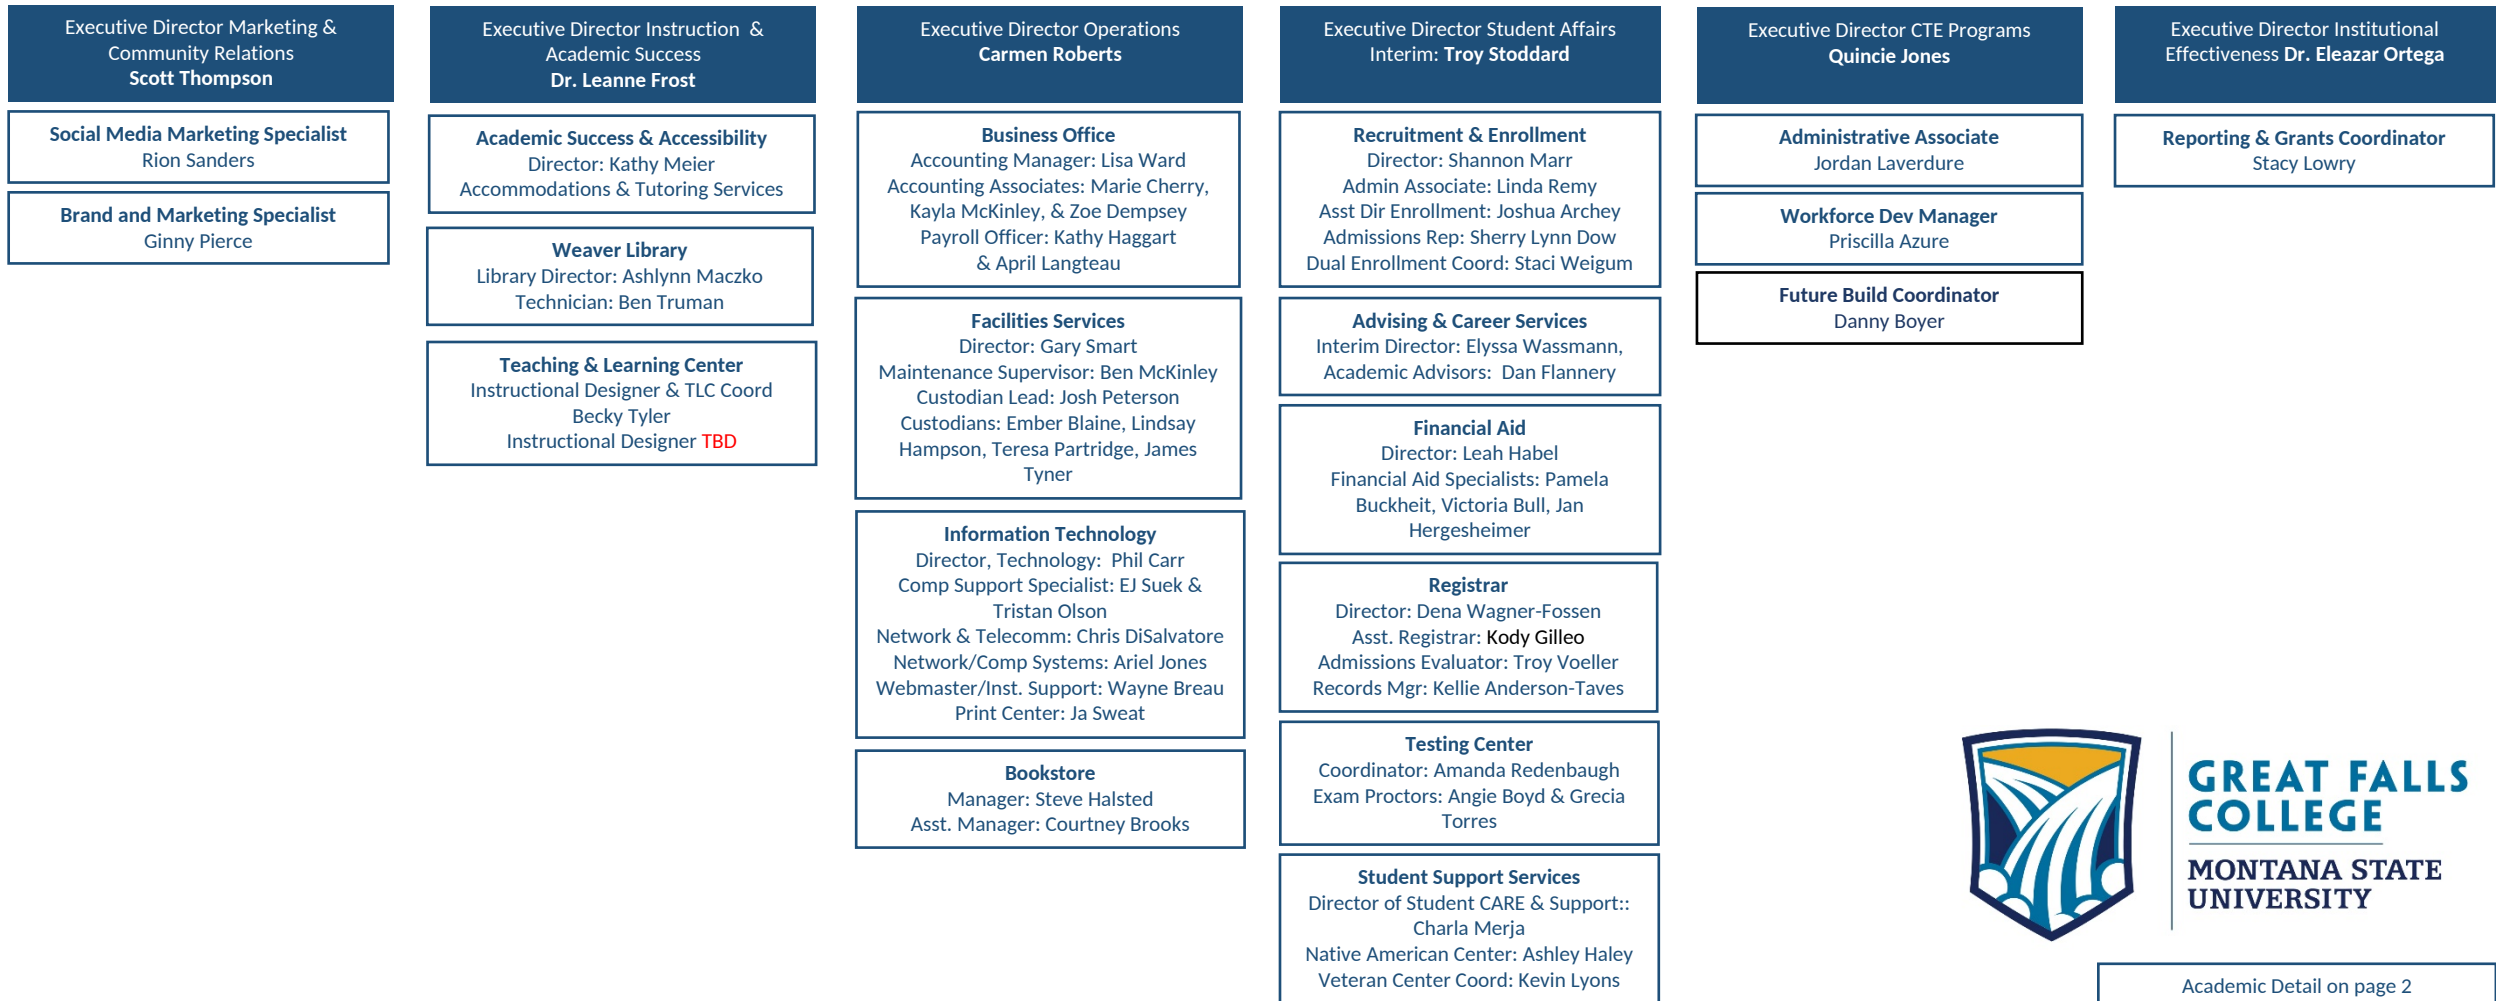 Executive Director Marketing &
Community Relations
Scott Thompson
Social Media Marketing Specialist
Rion Sanders
Brand and Marketing Specialist
Ginny Pierce
Executive Director Instruction &
Academic Success
Dr. Leanne Frost
Academic Success & Accessibility
Director: Kathy Meier
Accommodations & Tutoring Services
Weaver Library
Library Director: Ashlynn Maczko
Technician: Ben Truman
Teaching & Learning Center
Instructional Designer & TLC Coord
Becky Tyler
Instructional Designer TBD
Executive Director Operations
Carmen Roberts
Business Office
Accounting Manager: Lisa Ward
Accounting Associates: Marie Cherry,
Kayla McKinley, & Zoe Dempsey
Payroll Officer: Kathy Haggart
& April Langteau
Facilities Services
Director: Gary Smart
Maintenance Supervisor: Ben McKinley
Custodian Lead: Josh Peterson
Custodians: Ember Blaine, Lindsay
Hampson, Teresa Partridge, James
Tyner
Information Technology
Director, Technology: Phil Carr
Comp Support Specialist: EJ Suek &
Tristan Olson
Network & Telecomm: Chris DiSalvatore
Network/Comp Systems: Ariel Jones
Webmaster/Inst. Support: Wayne Breau
Print Center: Ja Sweat
Bookstore
Manager: Steve Halsted
Asst. Manager: Courtney Brooks
Executive Director Student Affairs
Interim: Troy Stoddard
Recruitment & Enrollment
Director: Shannon Marr
Admin Associate: Linda Remy
Asst Dir Enrollment: Joshua Archey
Admissions Rep: Sherry Lynn Dow
Dual Enrollment Coord: Staci Weigum
Advising & Career Services
Interim Director: Elyssa Wassmann,
Academic Advisors: Dan Flannery
Financial Aid
Director: Leah Habel
Financial Aid Specialists: Pamela
Buckheit, Victoria Bull, Jan
Hergesheimer
Registrar
Director: Dena Wagner-Fossen
Asst. Registrar: Kody Gilleo
Admissions Evaluator: Troy Voeller
Records Mgr: Kellie Anderson-Taves
Testing Center
Coordinator: Amanda Redenbaugh
Exam Proctors: Angie Boyd & Grecia
Torres
Student Support Services
Director of Student CARE & Support::
Charla Merja
Native American Center: Ashley Haley
Veteran Center Coord: Kevin Lyons
Executive Director CTE Programs
Quincie Jones
Administrative Associate
Jordan Laverdure
Workforce Dev Manager
Priscilla Azure
Future Build Coordinator
Danny Boyer
Executive Director Institutional
Effectiveness Dr. Eleazar Ortega
Reporting & Grants Coordinator
Stacy Lowry
GREAT FALLS
COLLEGE
MONTANA STATE
UNIVERSITY
Academic Detail on page 2